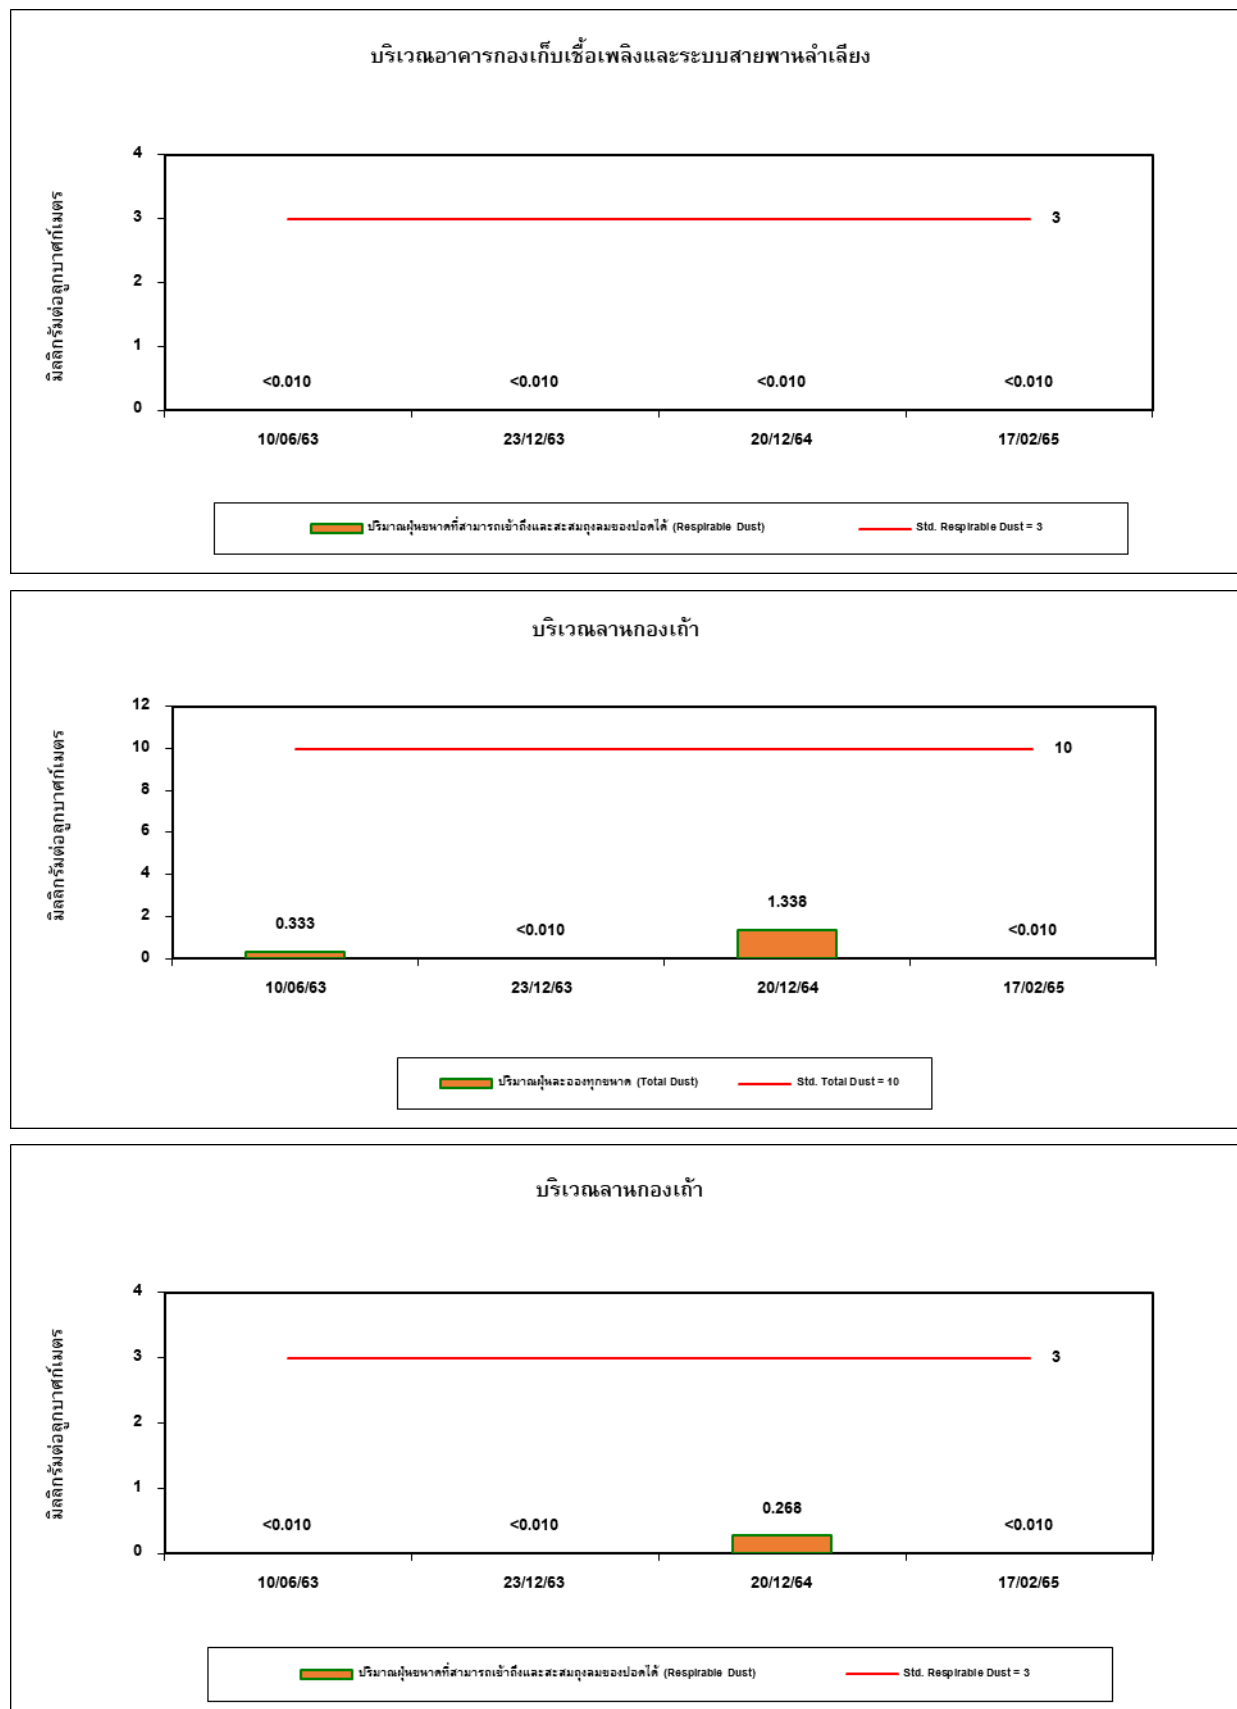 บริเวณอาคารกองเก็บเชื้อเพลิงและระบบสายพานลำเลียง
มิลลิกรัมต่อลูกบาศก์เมตร
4
3
3
2
1
<0.010 <0.010 <0.010 <0.010
0
10/06/63 23/12/63 20/12/64 17/02/65
ปริมาณฝุ่นขนาดที่สามารถเข้าถึงและสะสมถุงลมของปอดได้ (Respirable Dust) Std. Respirable Dust = 3
บริเวณลานกองเถ้า
มิลลิกรัมต่อลูกบาศก์เมตร
12
10 10
8
6
4
1.338
2
0.333 <0.010 <0.010
0
10/06/63 23/12/63 20/12/64 17/02/65
ปริมาณฝุ่นละอองทุกขนาด (Total Dust) Std. Total Dust = 10
บริเวณลานกองเถ้า
มิลลิกรัมต่อลูกบาศก์เมตร
4
3 3
2
1
0.268
<0.010 <0.010 <0.010
0
10/06/63 23/12/63 20/12/64 17/02/65
ปริมาณฝุ่นขนาดที่สามารถเข้าถึงและสะสมถุงลมของปอดได้ (Respirable Dust) Std. Respirable Dust = 3